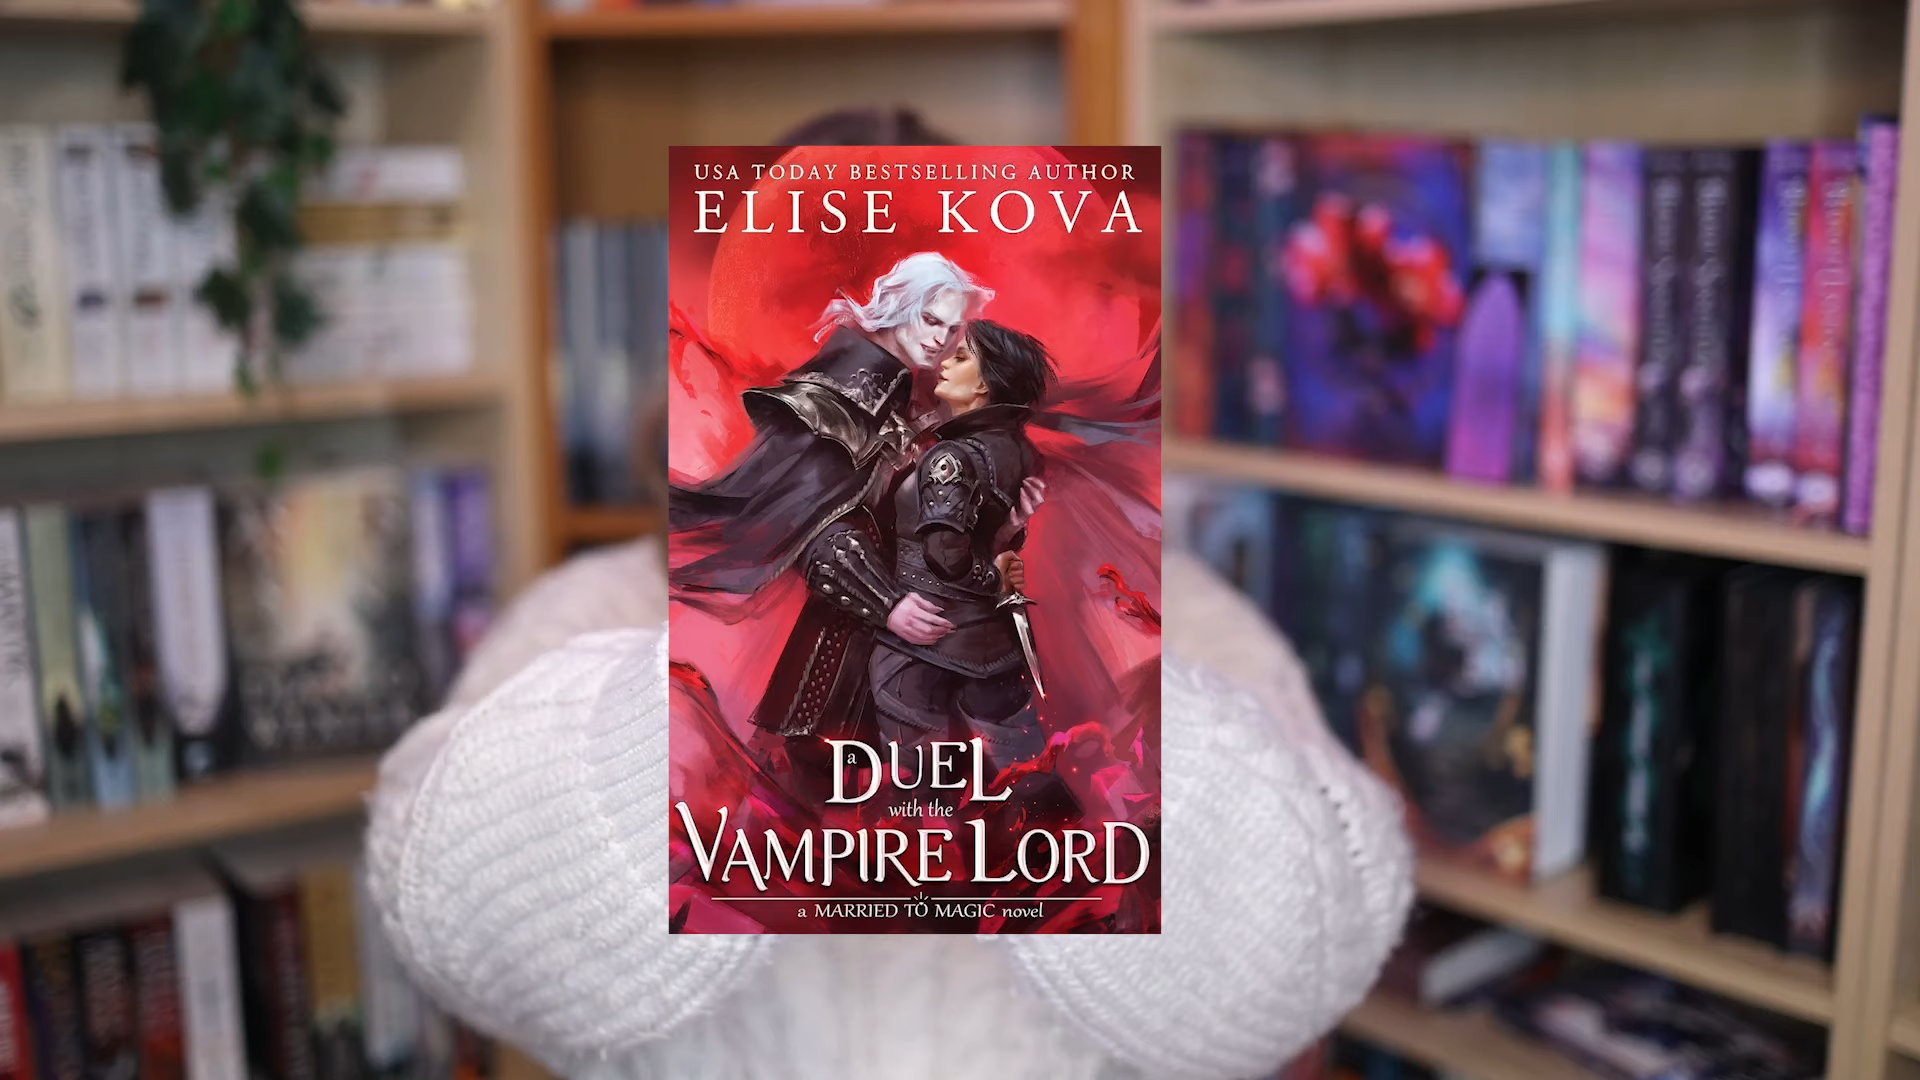 USA TODAY BESTSELLING AUTHOR
ELISE KOVA
a DUEL
with the
VAMPIRE LORD
a MARRIED TO MAGIC novel